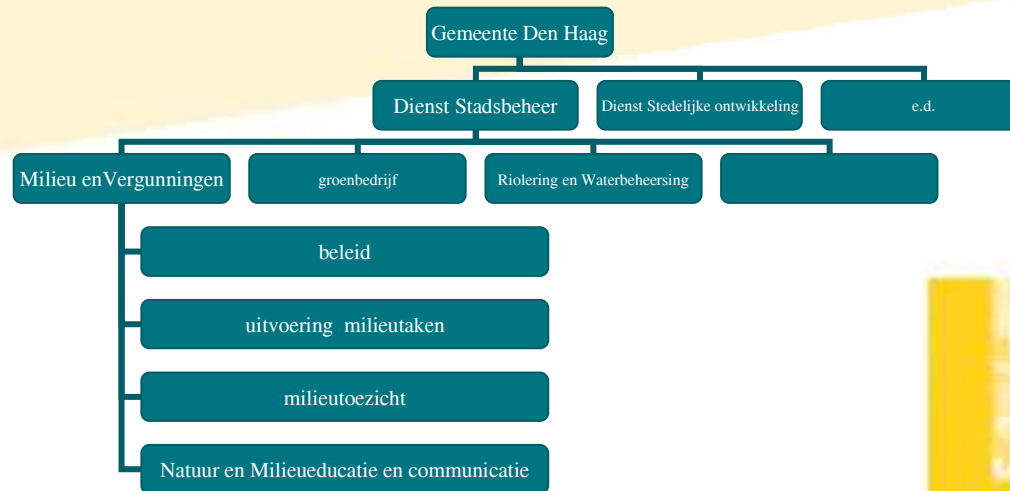 Gemeente Den Haag
Dienst Stadsbeheer
Dienst Stedelijke ontwikkeling
e.d.
Milieu enVergunningen
groenbedrijf
Riolering en Waterbeheersing
beleid
uitvoering milieutaken
milieutoezicht
Natuur en Milieueducatie en communicatie